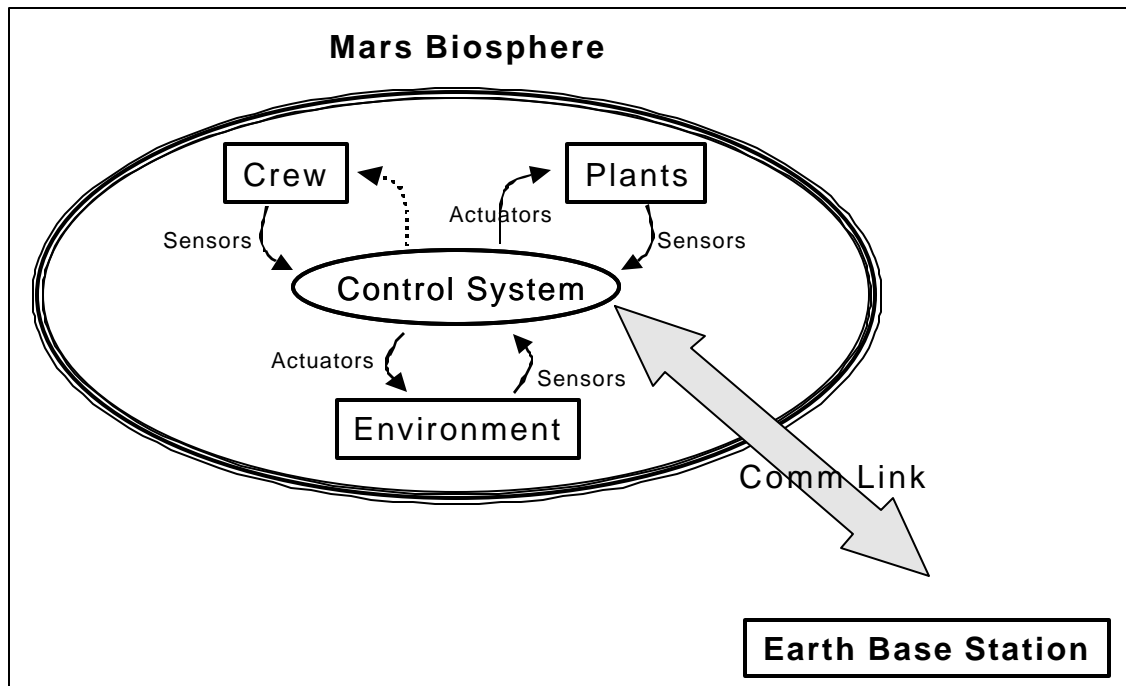 Mars Biosphere
Crew
Plants
Actuators
Sensors
Sensors
Control System
Actuators
Sensors
Environment
Comm Link
Earth Base Station